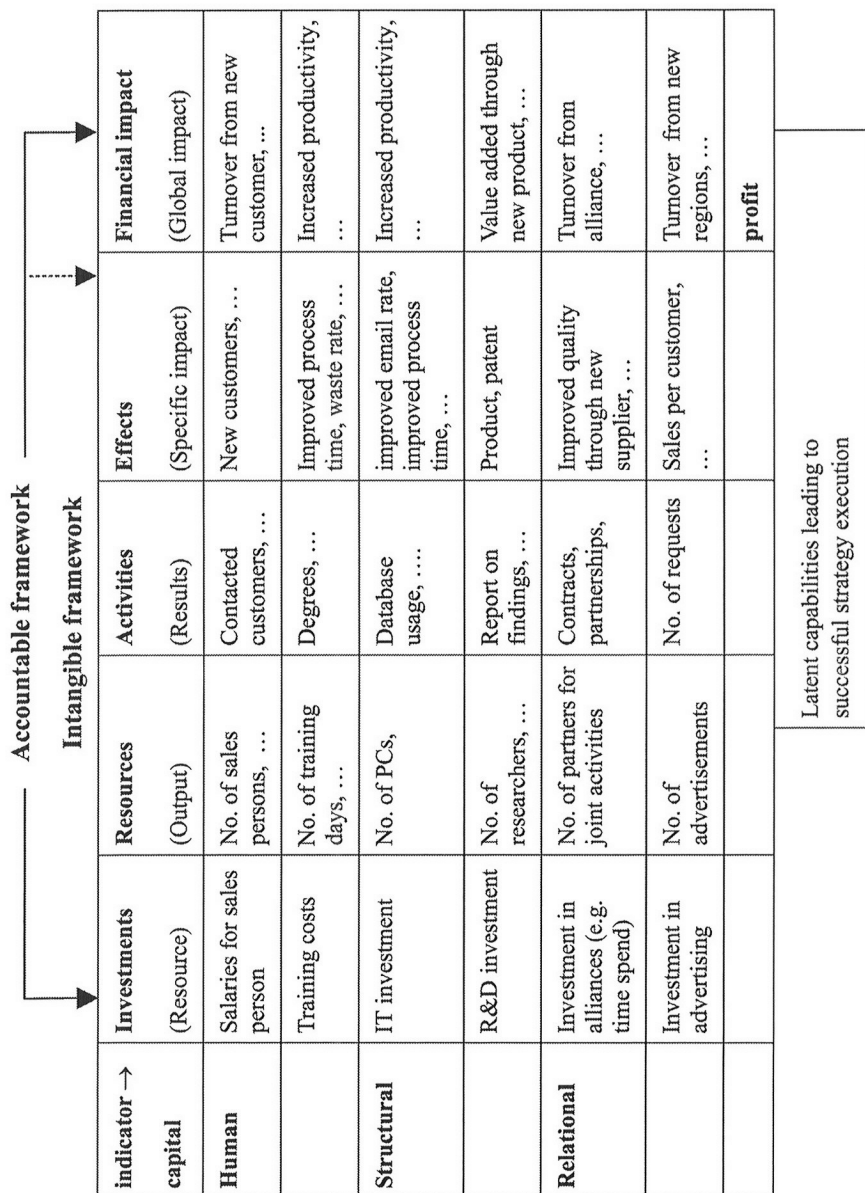 Accountable framework
Intangible framework
indicator →
capital
Investments
(Resource)
Resources
(Output)
Activities
(Results)
Effects
(Specific impact)
Financial impact
(Global impact)
Human
Salaries for sales
person
No. of sales
persons, …
Contacted
customers, …
New customers, …
Turnover from new
customer, ...
Training costs
No. of training
days, …
Degrees, …
Improved process
time, waste rate, …
Increased productivity,
…
Structural
IT investment
No. of PCs,
Database
usage, ….
improved email rate,
improved process
time, …
Increased productivity,
…
R&D investment
No. of
researchers, …
Report on
findings, …
Product, patent
Value added through
new product, …
Relational
Investment in
alliances (e.g.
time spend)
No. of partners for
joint activities
Contracts,
partnerships,
Improved quality
through new
supplier, …
Turnover from
alliance, …
Investment in
advertising
No. of
advertisements
No. of requests
Sales per customer,
…
Turnover from new
regions, …
profit
Latent capabilities leading to
successful strategy execution